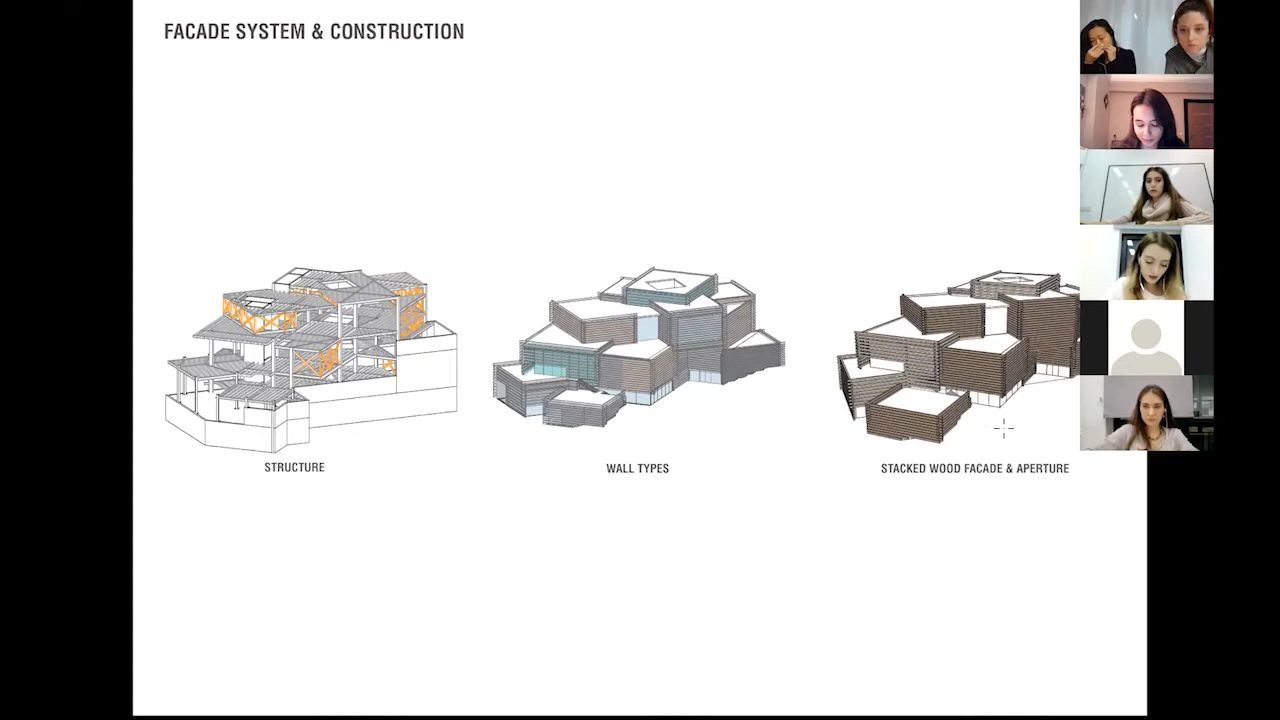 FACADE SYSTEM & CONSTRUCTION
STRUCTURE
WALL TYPES
STACKED WOOD FACADE & APERTURE